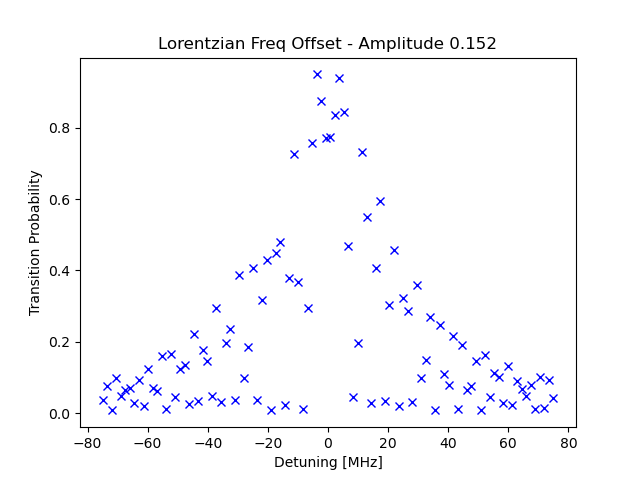 Lorentzian Freq Offset - Amplitude 0.152
Transition Probability
0.8
0.6
0.4
0.2
0.0
−80 −60 −40 −20 0 20 40 60 80
Detuning [MHz]